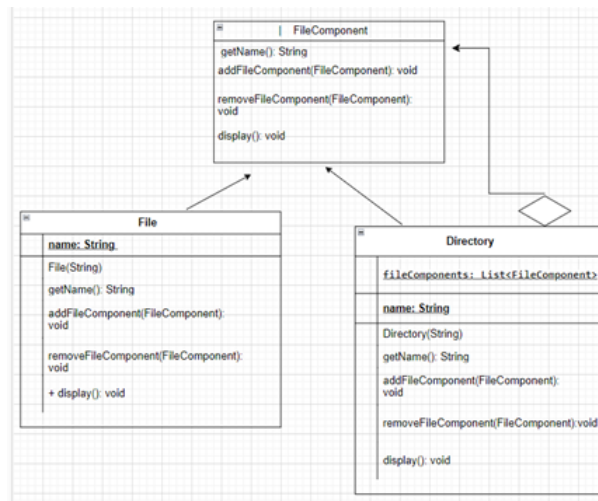 FileComponent
getName(): String
addFileComponent(FileComponent): void
removeFileComponent(FileComponent):
void
display(): void
File
name: String
File(String)
getName(): String
addFileComponent(FileComponent):
void
removeFileComponent(FileComponent):
void
+ display(): void
Directory
fileComponents: List<FileComponent>
name: String
Directory(String)
getName(): String
addFileComponent(FileComponent):
void
removeFileComponent(FileComponent):void
display(): void